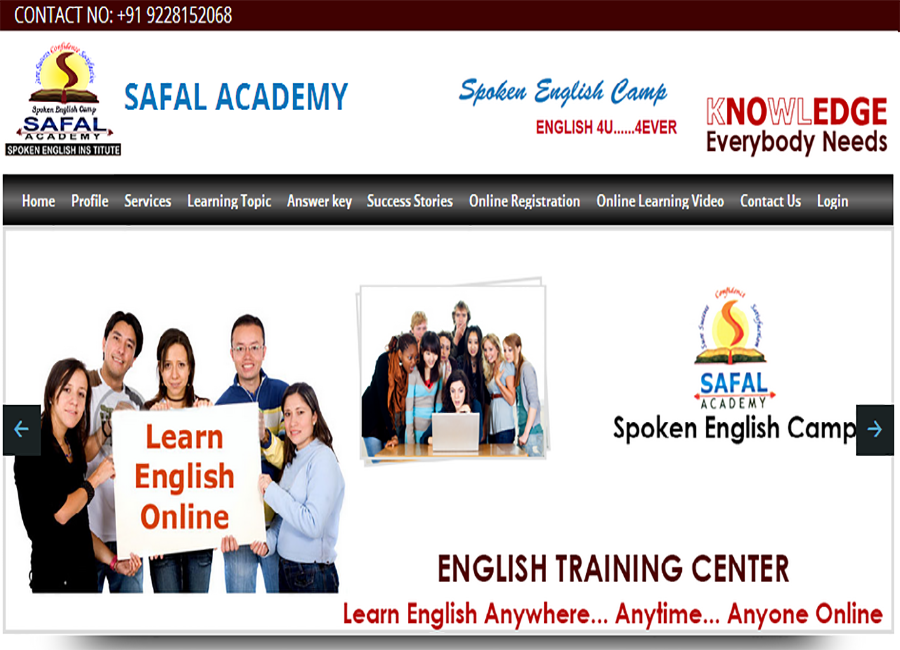 CONTACT NO: +91 9228152068
Sure Success Confidence Satisfaction
Spoken English Camp
SAFAL
ACADEMY
SPOKEN ENGLISH INS TITUTE
SAFAL ACADEMY
Spoken English Camp
ENGLISH 4U......4EVER
KNOWLEDGE
Everybody Needs
Home Profile Services Learning Topic Answer key Success Stories Online Registration Online Learning Video Contact Us Login
Learn
English
Online
Sure Success Confidence Satisfaction
SAFAL
ACADEMY
Spoken English Camp
ENGLISH TRAINING CENTER
Learn English Anywhere... Anytime... Anyone Online